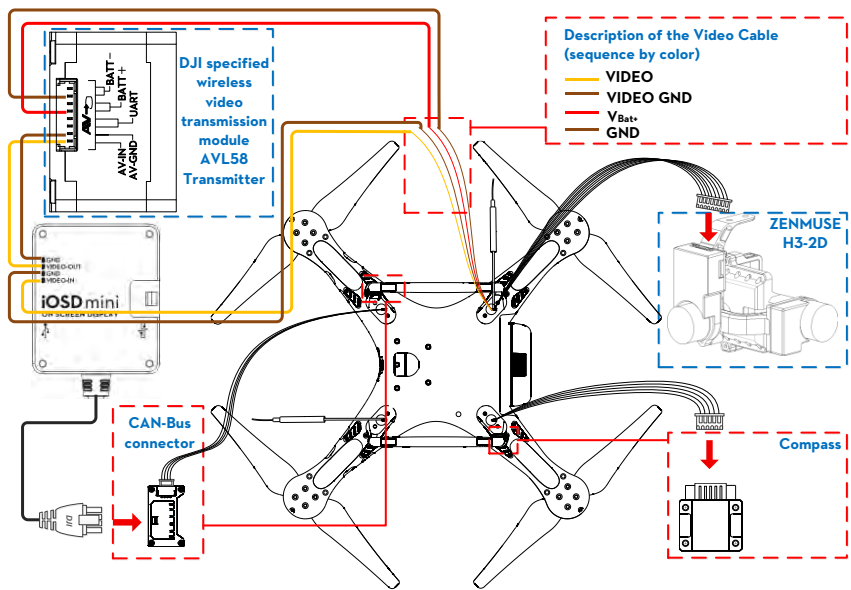 DJI specified
wireless
video
transmission
module
AVL58
Transmitter
BATT-
BATT+
UART
AV-IN
AV-GND
Description of the Video Cable
(sequence by color)
VIDEO
VIDEO GND
VBat+
GND
ZENMUSE
H3-2D
GND
VIDEO-OUT
GND
VIDEO-IN
iOSD mini
ON SCREEN DISPLAY
CAN-Bus
connector
DJI
Compass